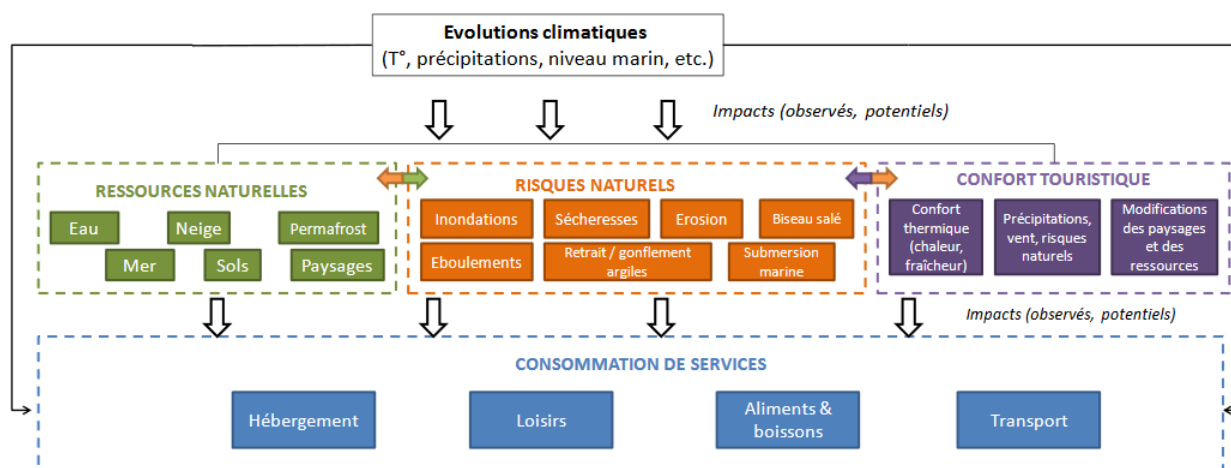 Evolutions climatiques
(T°, précipitations, niveau marin, etc.)
Impacts (observés, potentiels)
RESSOURCES NATURELLES
Eau
Neige
Permafrost
Mer
Sols
Paysages
RISQUES NATURELS
Inondations
Sécheresses
Erosion
Biseau salé
Eboulements
Retrait / gonflement
argiles
Submersion
marine
CONFORT TOURISTIQUE
Confort
thermique
(chaleur,
fraîcheur)
Précipitations,
vent, risques
naturels
Modifications
des paysages
et des
ressources
Impacts (observés, potentiels)
CONSOMMATION DE SERVICES
Hébergement
Loisirs
Aliments &
boissons
Transport